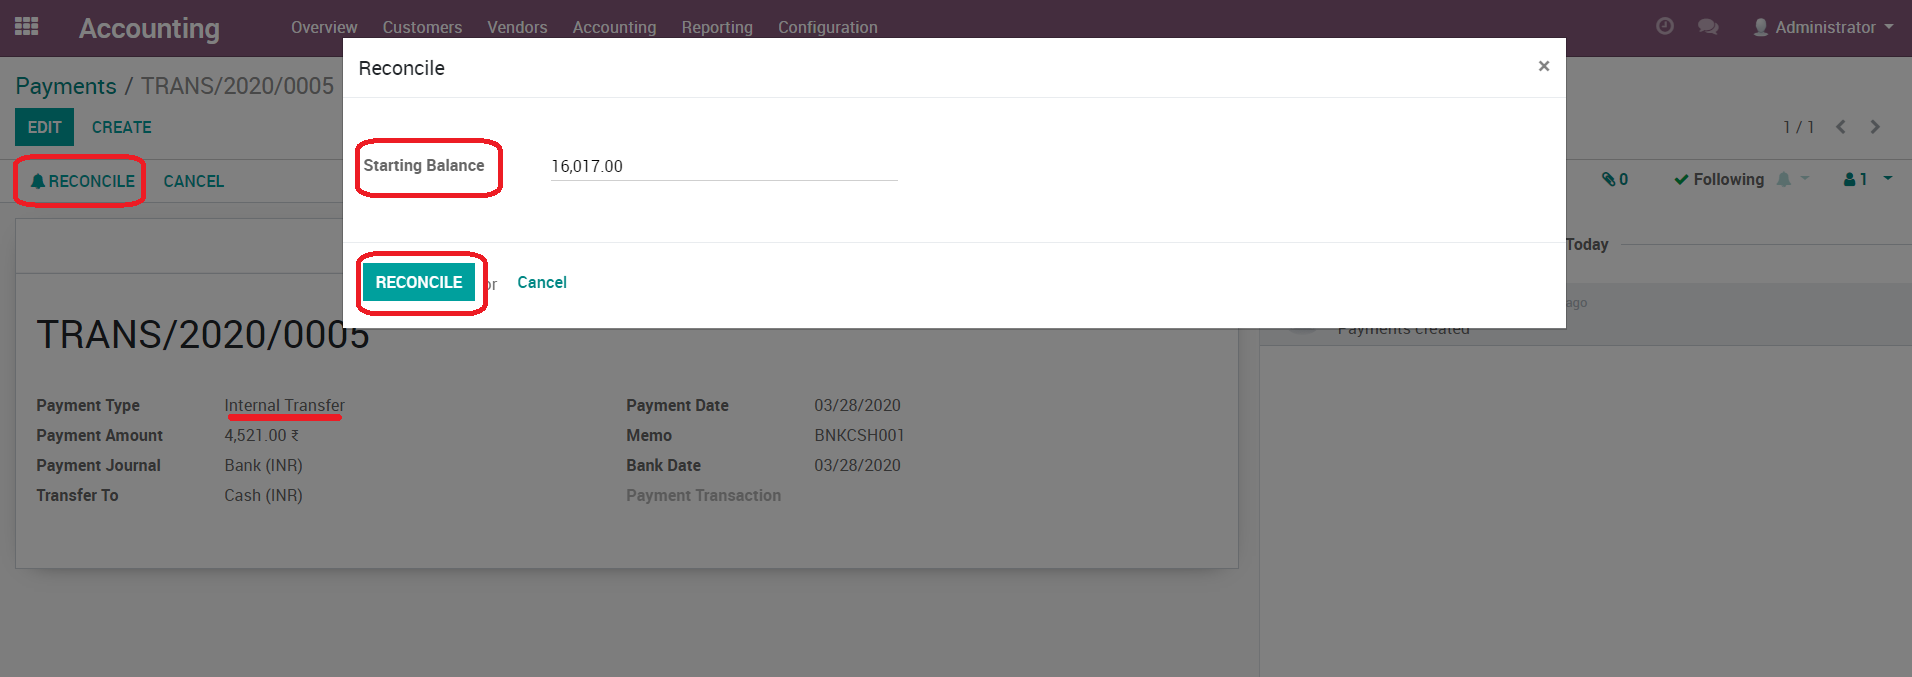 Accounting Overview Customers Vendors Accounting Reporting Configuration Administrator
Reconcile ×
Payments / TRANS/2020/0005
EDIT CREATE
1 / 1
Starting Balance 16,017.00
RECONCILE CANCEL
0 Following 1
Today
RECONCILE or Cancel
ago
Payments created
TRANS/2020/0005
Payment Type Internal Transfer Payment Date 03/28/2020
Payment Amount 4,521.00 ₹ Memo BNKCSH001
Payment Journal Bank (INR) Bank Date 03/28/2020
Transfer To Cash (INR) Payment Transaction